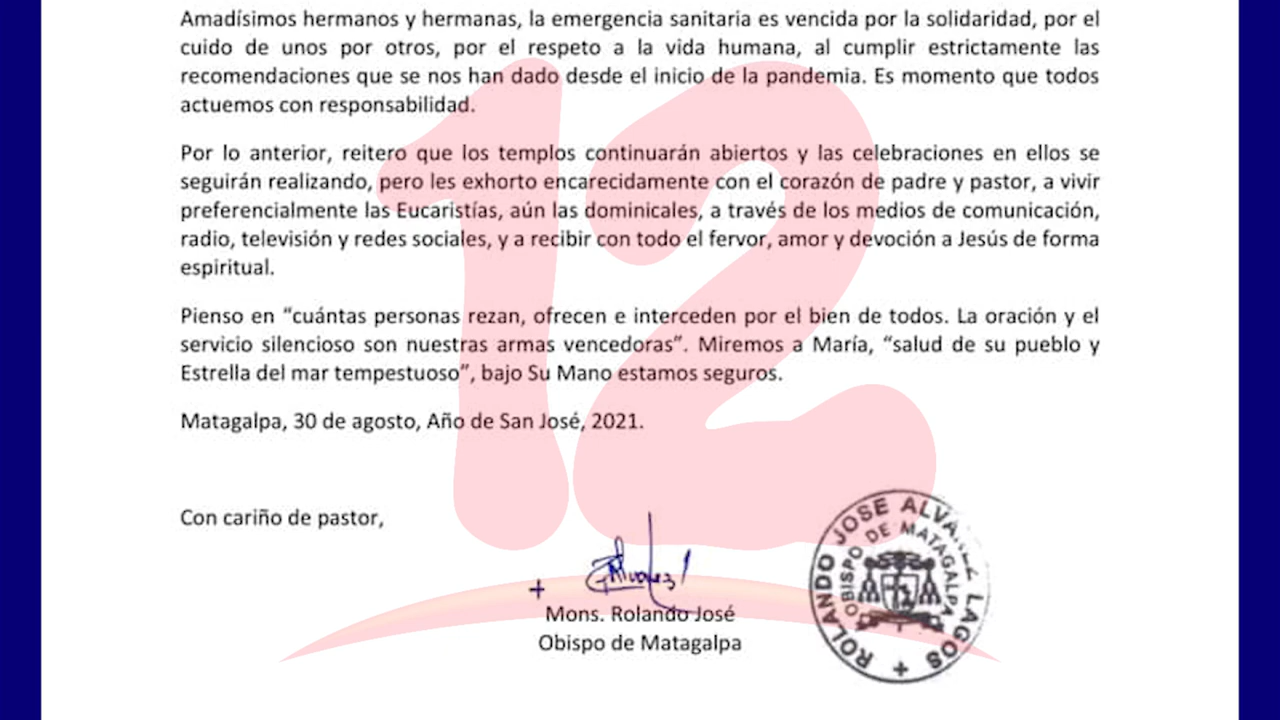 Amadísimos hermanos y hermanas, la emergencia sanitaria es vencida por la solidaridad, por el
cuido de unos por otros, por el respeto a la vida humana, al cumplir estrictamente las
recomendaciones que se nos han dado desde el inicio de la pandemia. Es momento que todos
actuemos con responsabilidad.
Por lo anterior, reitero que los templos continuarán abiertos y las celebraciones en ellos se
seguirán realizando, pero les exhorto encarecidamente con el corazón de padre y pastor, a vivir
preferencialmente las Eucaristías, aún las dominicales, a través de los medios de comunicación,
radio, televisión y redes sociales, y a recibir con todo el fervor, amor y devoción a Jesús de forma
espiritual.
Pienso en “cuántas personas rezan, ofrecen e interceden por el bien de todos. La oración y el
servicio silencioso son nuestras armas vencedoras”. Miremos a María, “salud de su pueblo y
Estrella del mar tempestuoso”, bajo Su Mano estamos seguros.
Matagalpa, 30 de agosto, Año de San José, 2021.
Con cariño de pastor,
Mons. Rolando José
Obispo de Matagalpa
ROLANDO JOSE ALVAREZ LAGOS
OBISPO DE MATAGALPA
12